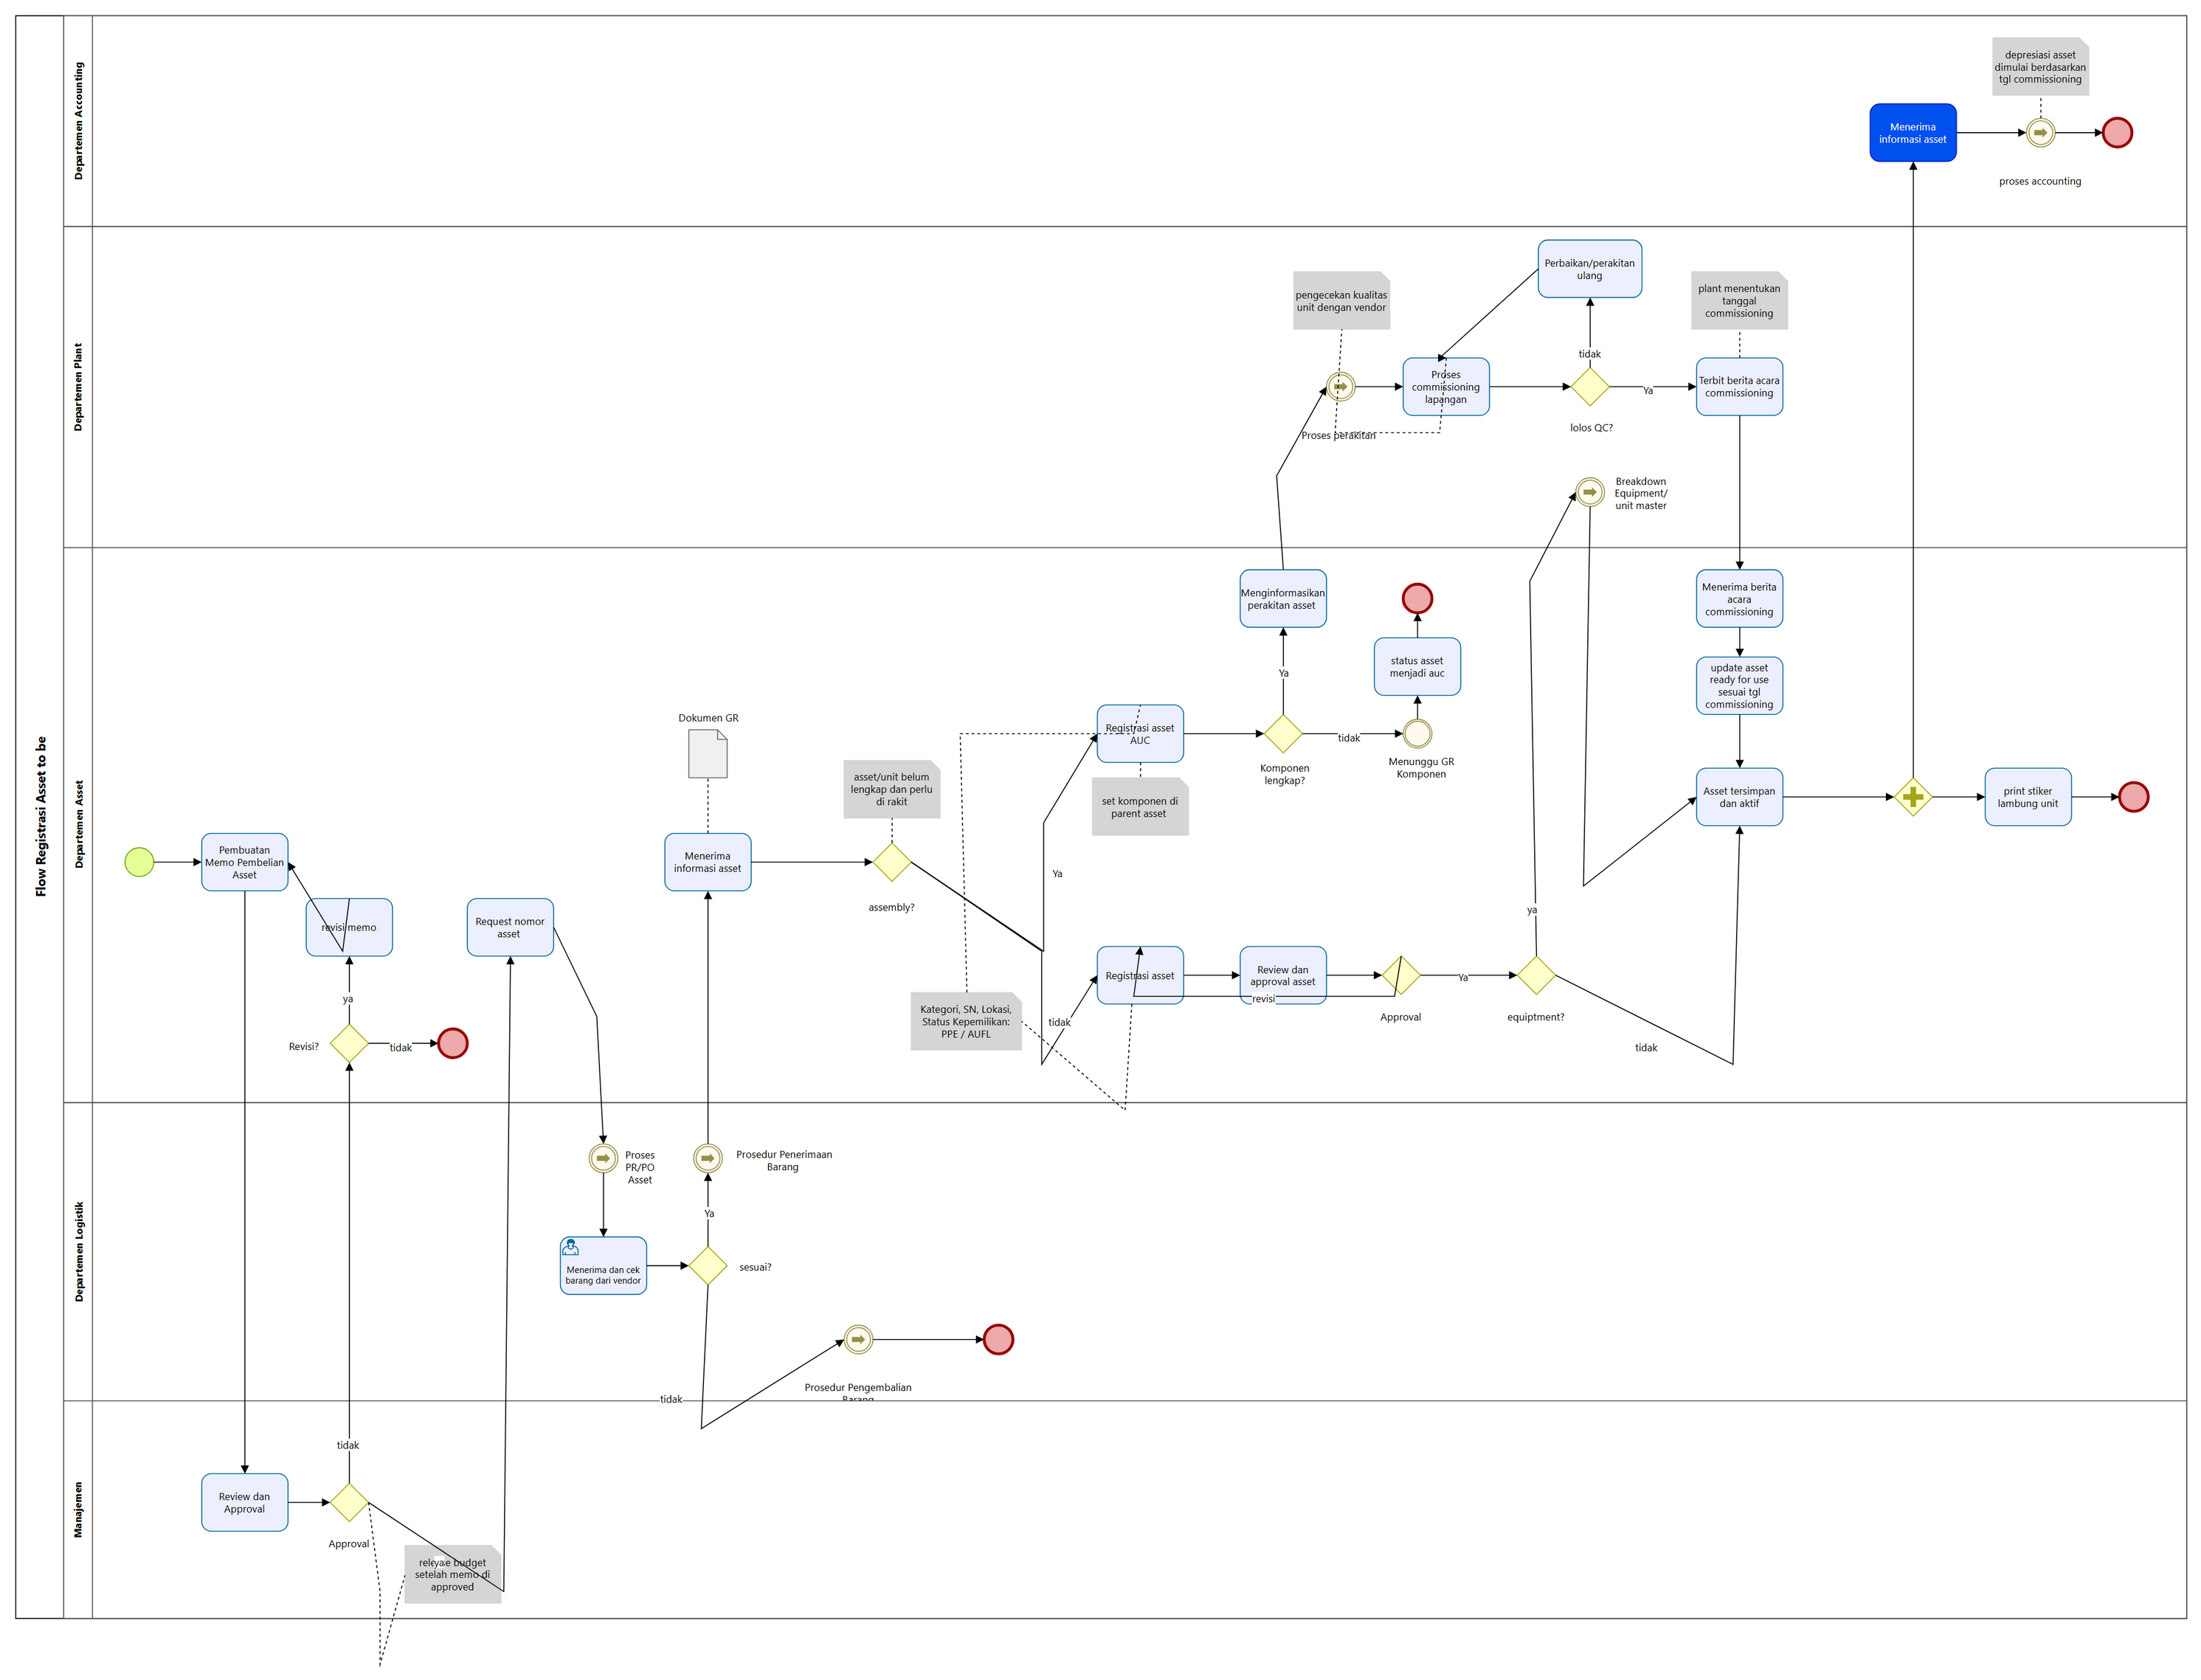 Flow Registrasi Asset to be
Departemen Accounting
depresiasi asset
dimulai berdasarkan
tgl commissioning
Menerima
informasi asset
proses accounting
Departemen Plant
Perbaikan/perakitan
ulang
pengecekan kualitas
unit dengan vendor
plant menentukan
tanggal
commissioning
tidak
Proses
commissioning
lapangan
Ya
Terbit berita acara
commissioning
lolos QC?
Proses perakitan
Breakdown
Equipment/
unit master
Departemen Asset
Menginformasikan
perakitan asset
Menerima berita
acara
commissioning
status asset
menjadi auc
Ya
update asset
ready for use
sesuai tgl
commissioning
Dokumen GR
Registrasi asset
AUC
tidak
Komponen
lengkap?
Menunggu GR
Komponen
asset/unit belum
lengkap dan perlu
di rakit
set komponen di
parent asset
Asset tersimpan
dan aktif
print stiker
lambung unit
Pembuatan
Memo Pembelian
Asset
Menerima
informasi asset
assembly?
Ya
revisi memo
Request nomor
asset
ya
Registrasi asset
Review dan
approval asset
Ya
revisi
Approval
equiptment?
ya
Kategori, SN, Lokasi,
Status Kepemilikan:
PPE / AUFL
tidak
tidak
Revisi?
tidak
Departemen Logistik
Proses
PR/PO
Asset
Prosedur Penerimaan
Barang
Ya
Menerima dan cek
barang dari vendor
sesuai?
Prosedur Pengembalian
Barang
tidak
Manajemen
tidak
Review dan
Approval
Approval
ya
release budget
setelah memo di
approved